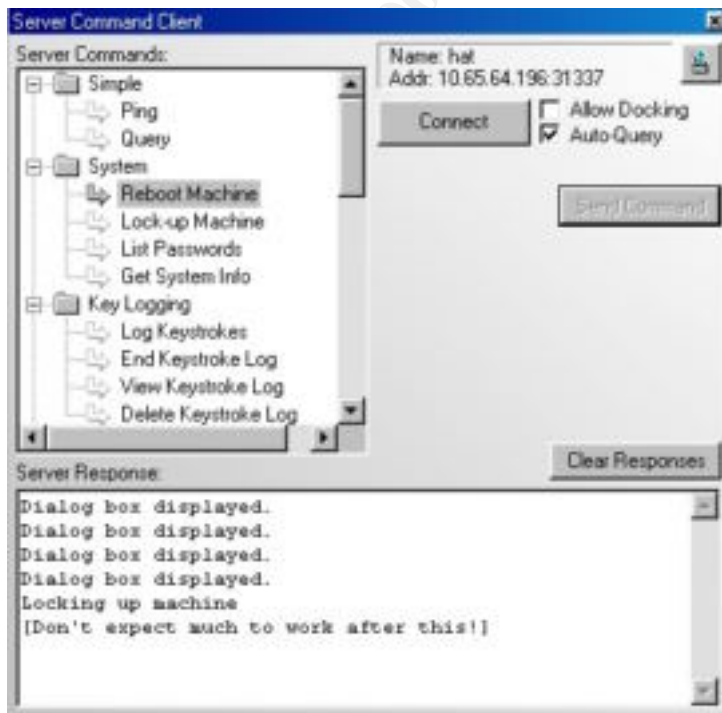 Server Command Client
Server Commands:
Simple
Ping
Query
System
Reboot Machine
Lock-up Machine
List Passwords
Get System Info
Key Logging
Log Keystrokes
End Keystroke Log
View Keystroke Log
Delete Keystroke Log
Name: hat
Addr: 10.65.64.196:31337
Connect
Allow Docking
Auto-Query
Send Command
Clear Responses
Server Response:
Dialog box displayed.
Dialog box displayed.
Dialog box displayed.
Dialog box displayed.
Locking up machine
[Don't expect much to work after this!]